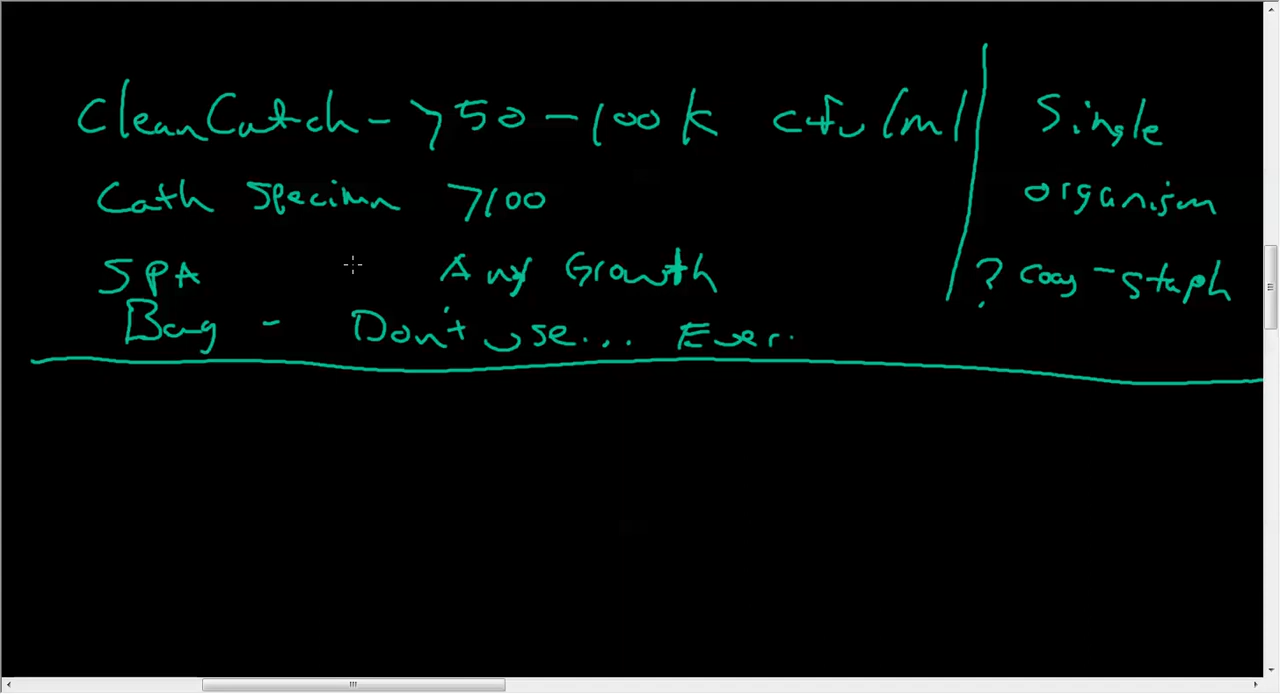 CleanCatch - >50-100k cfu/ml
Cath Specimen >100
SPA Any Growth
Bag - Don't use... Ever.
Single
organism
? coag - staph